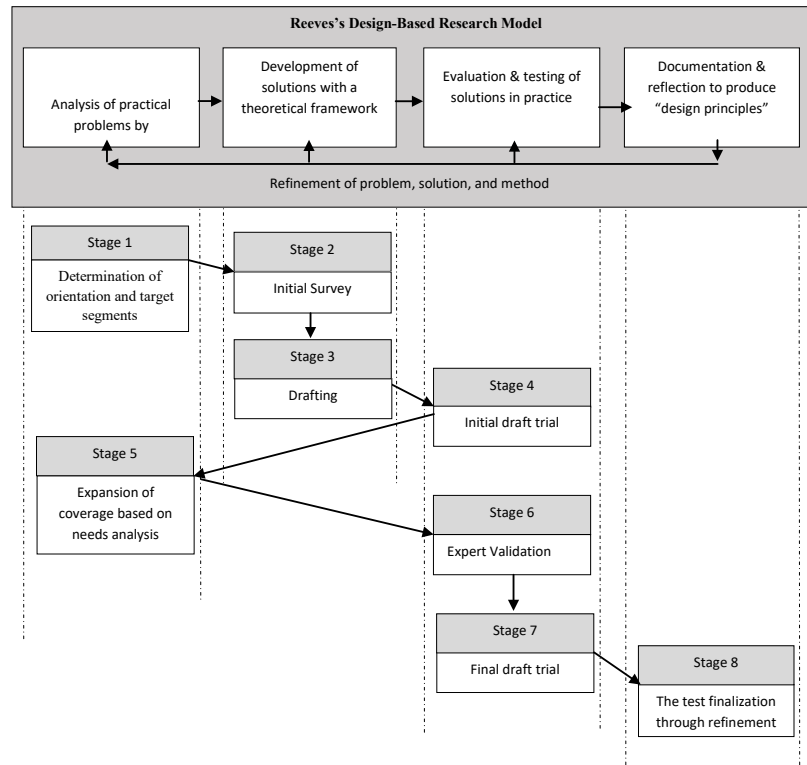 Reeves's Design-Based Research Model
Analysis of practical
problems by
Development of
solutions with a
theoretical framework
Evaluation & testing of
solutions in practice
Documentation &
reflection to produce
“design principles”
Refinement of problem, solution, and method
Stage 1
Determination of
orientation and target
segments
Stage 2
Initial Survey
Stage 3
Drafting
Stage 4
Initial draft trial
Stage 5
Expansion of
coverage based on
needs analysis
Stage 6
Expert Validation
Stage 7
Final draft trial
Stage 8
The test finalization
through refinement